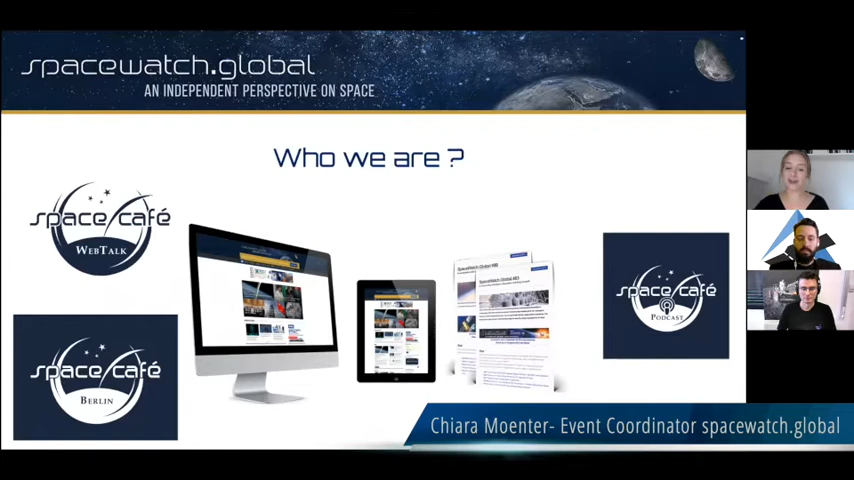 spacewatch.global
AN INDEPENDENT PERSPECTIVE ON SPACE
Who we are ?
space café
WEBTALK
space café
PODCAST
space café
BERLIN
Chiara Moenter- Event Coordinator spacewatch.global